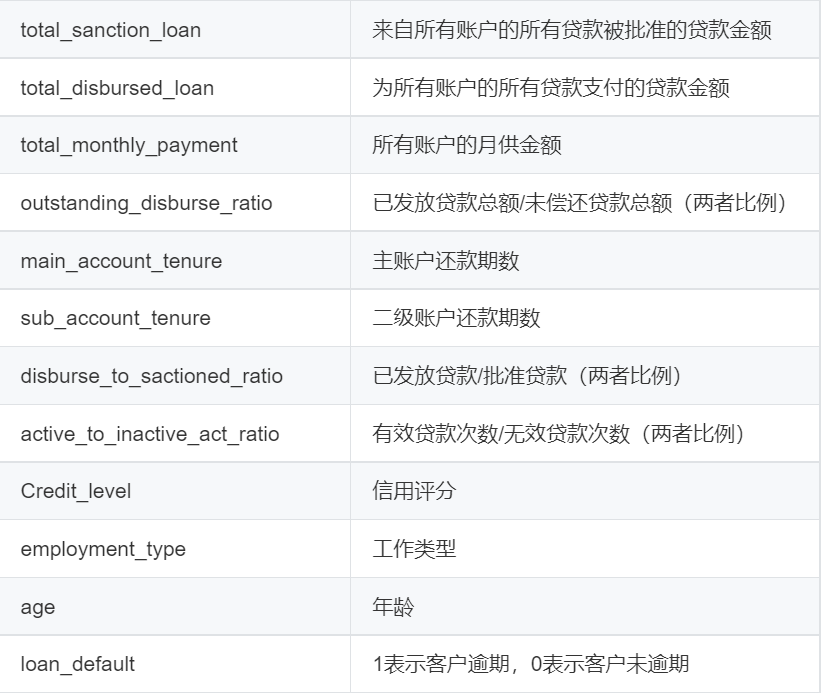 total_sanction_loan 来自所有账户的所有贷款被批准的贷款金额
total_disbursed_loan 为所有账户的所有贷款支付的贷款金额
total_monthly_payment 所有账户的月供金额
outstanding_disburse_ratio 已发放贷款总额/未偿还贷款总额（两者比例）
main_account_tenure 主账户还款期数
sub_account_tenure 二级账户还款期数
disburse_to_sactioned_ratio 已发放贷款/批准贷款（两者比例）
active_to_inactive_act_ratio 有效贷款次数/无效贷款次数（两者比例）
Credit_level 信用评分
employment_type 工作类型
age 年龄
loan_default 1表示客户逾期，0表示客户未逾期